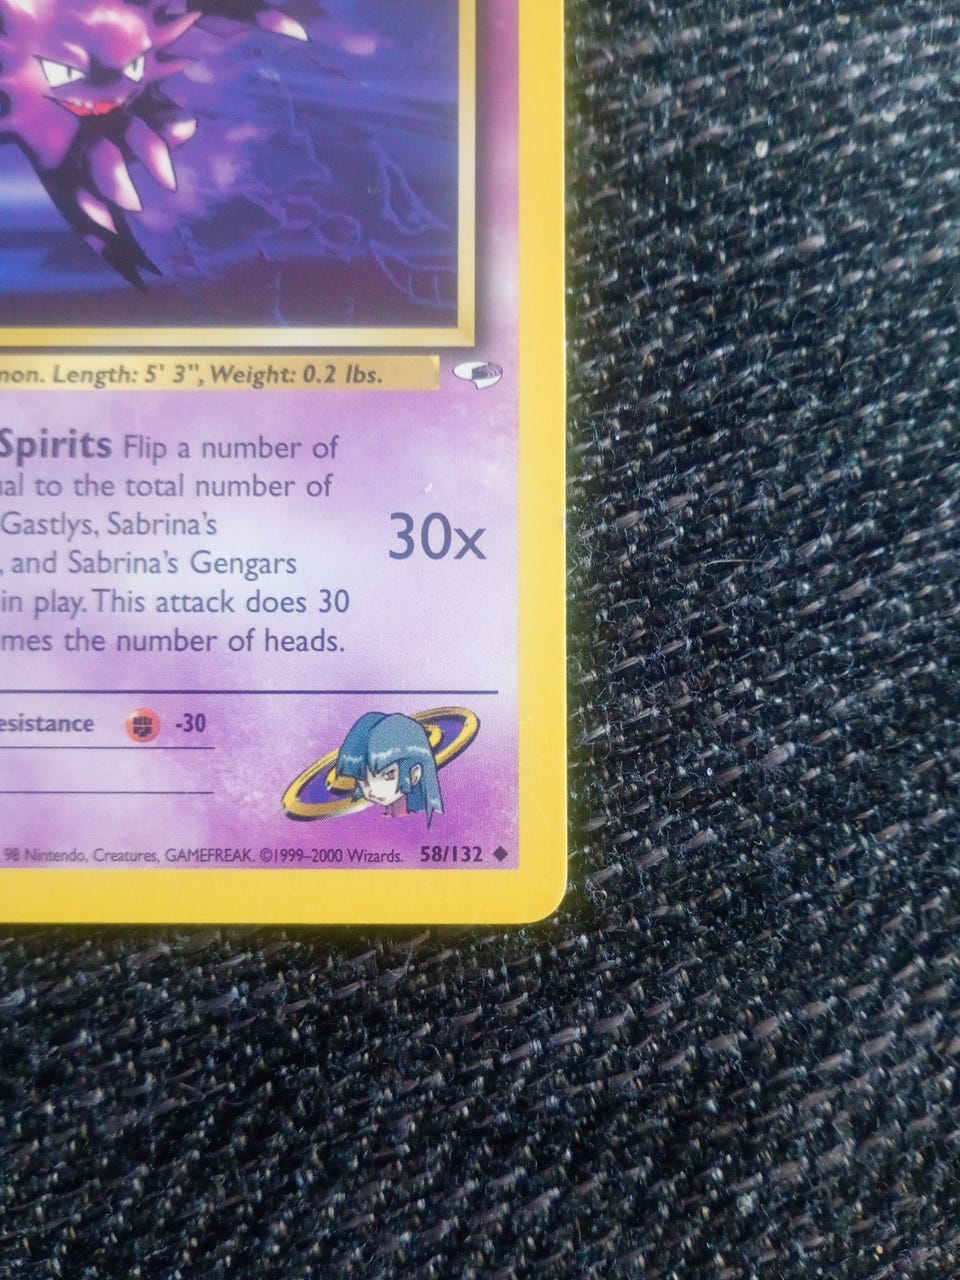 non. Length: 5' 3", Weight: 0.2 lbs.
Spirits Flip a number of
ual to the total number of
Gastlys, Sabrina's
, and Sabrina's Gengars
in play. This attack does 30
mes the number of heads.
30x
esistance -30
98 Nintendo, Creatures, GAMEFREAK. ©1999–2000 Wizards. 58/132